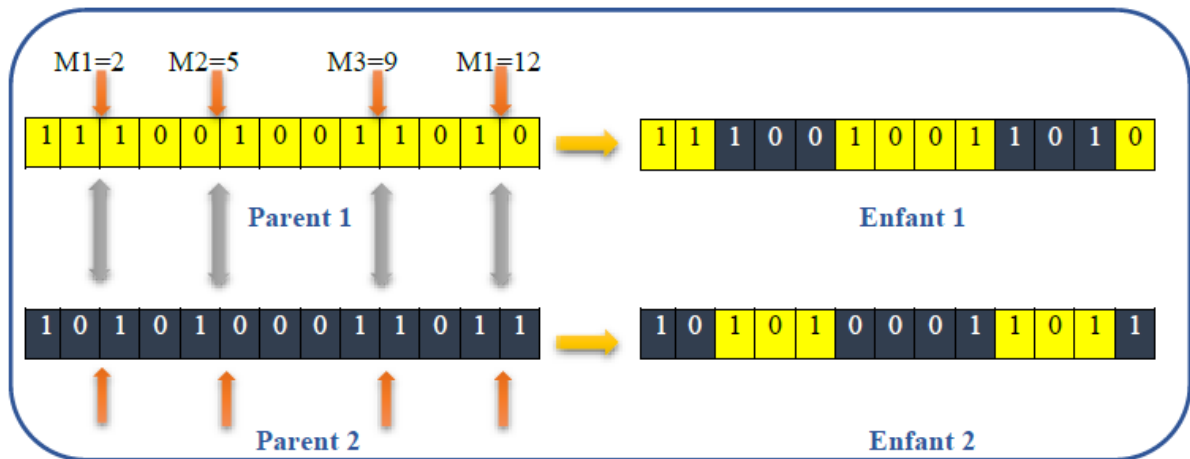 M1=2 M2=5 M3=9 M1=12
1 1 1 0 0 1 0 0 1 1 0 1 0 1 1 1 0 0 1 0 0 1 1 0 1 0
Parent 1 Enfant 1
1 0 1 0 1 0 0 0 1 1 0 1 1 1 0 1 0 1 0 0 0 1 1 0 1 1
Parent 2 Enfant 2